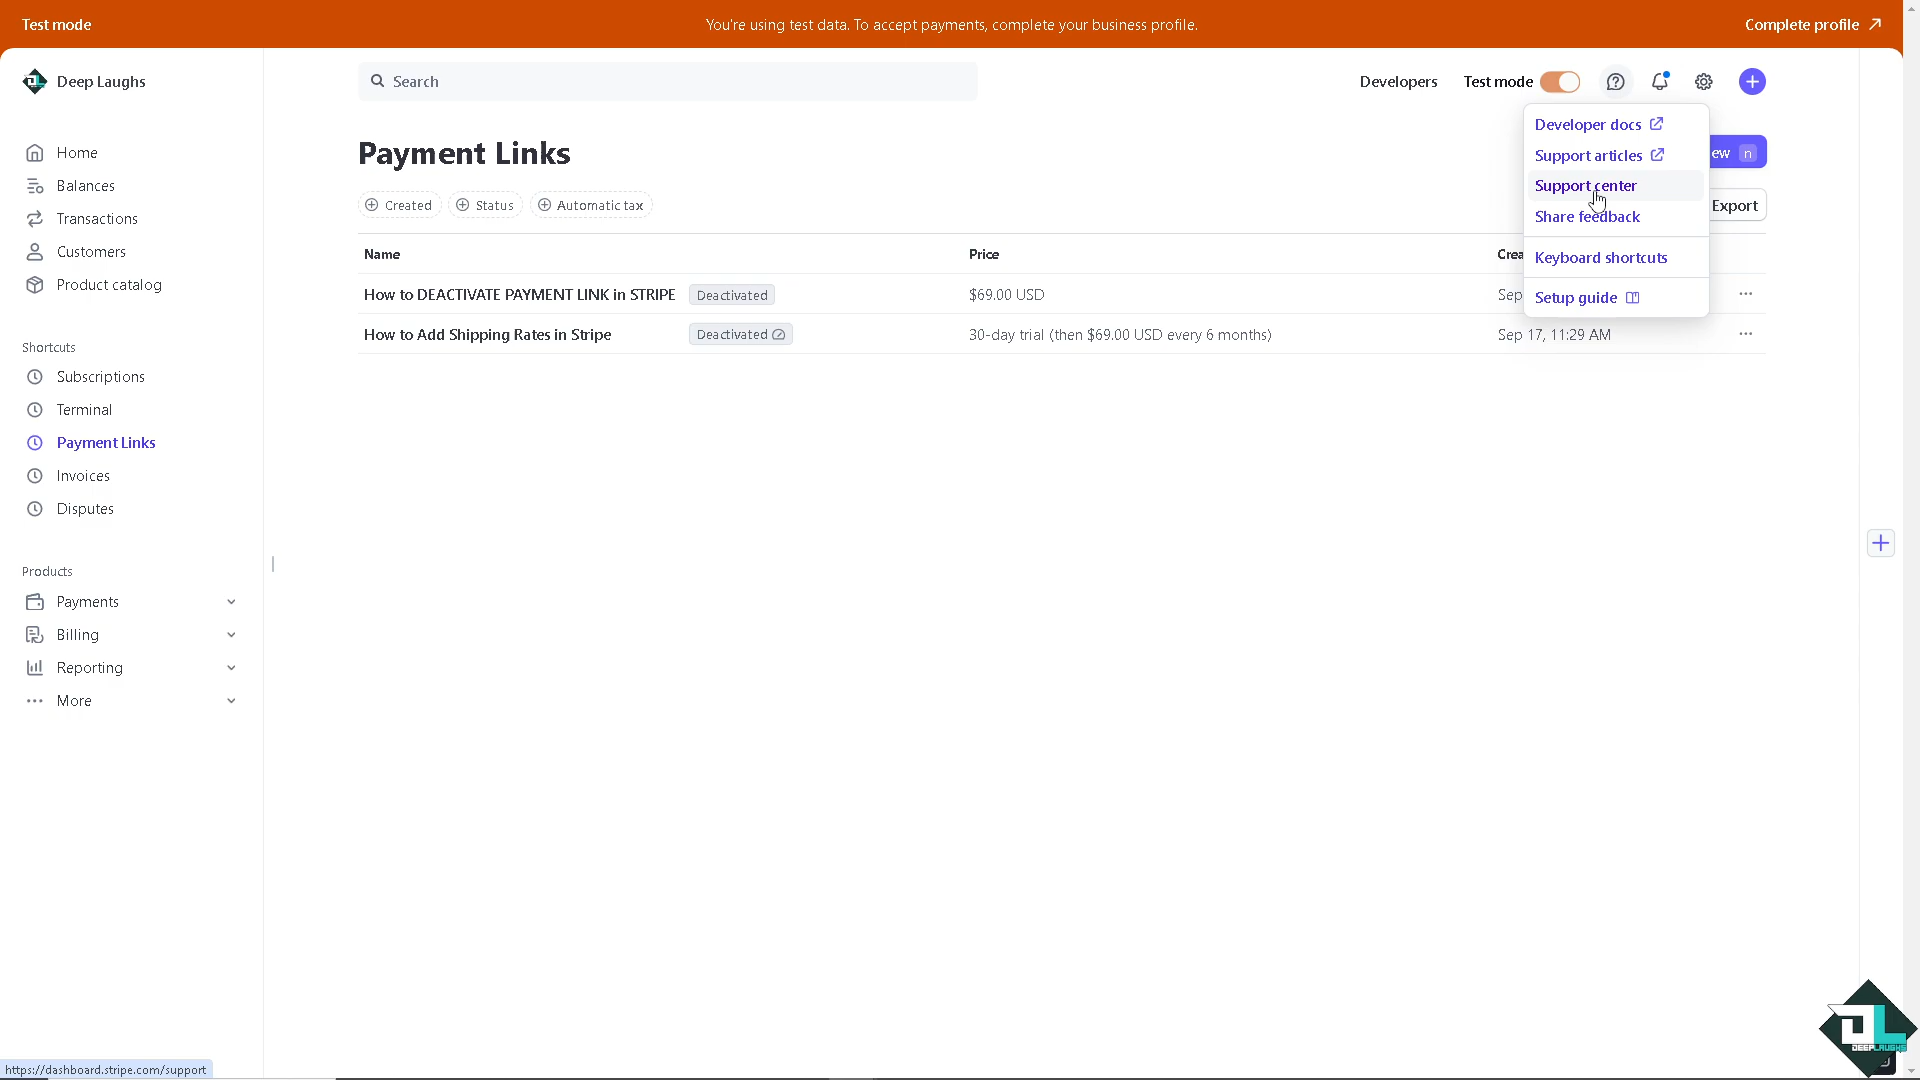 Test mode
You're using test data. To accept payments, complete your business profile.
Complete profile
Deep Laughs
Search
Developers
Test mode
Home
Balances
Transactions
Customers
Product catalog
Shortcuts
Subscriptions
Terminal
Payment Links
Invoices
Disputes
Products
Payments
Billing
Reporting
More
Payment Links
ew n
Created
Status
Automatic tax
Export
Developer docs
Support articles
Support center
Share feedback
Keyboard shortcuts
Setup guide
Name Price Crea
How to DEACTIVATE PAYMENT LINK in STRIPE Deactivated $69.00 USD Sep
How to Add Shipping Rates in Stripe Deactivated 30-day trial (then $69.00 USD every 6 months) Sep 17, 11:29 AM
https://dashboard.stripe.com/support
DEEPLAUGHS